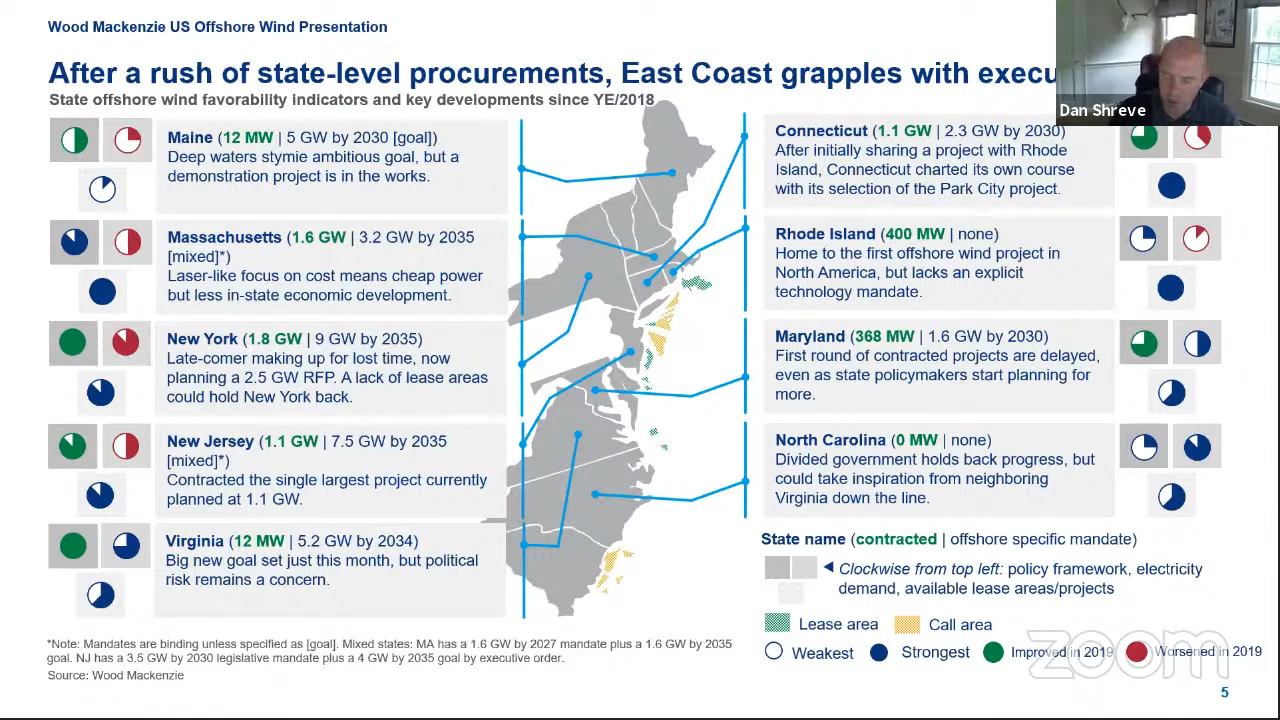 Wood Mackenzie US Offshore Wind Presentation
After a rush of state-level procurements, East Coast grapples with execu
State offshore wind favorability indicators and key developments since YE/2018
Dan Shreve
Maine (12 MW | 5 GW by 2030 [goal])
Deep waters stymie ambitious goal, but a
demonstration project is in the works.
Massachusetts (1.6 GW | 3.2 GW by 2035
[mixed]*)
Laser-like focus on cost means cheap power
but less in-state economic development.
New York (1.8 GW | 9 GW by 2035)
Late-comer making up for lost time, now
planning a 2.5 GW RFP. A lack of lease areas
could hold New York back.
New Jersey (1.1 GW | 7.5 GW by 2035
[mixed]*)
Contracted the single largest project currently
planned at 1.1 GW.
Virginia (12 MW | 5.2 GW by 2034)
Big new goal set just this month, but political
risk remains a concern.
Connecticut (1.1 GW | 2.3 GW by 2030)
After initially sharing a project with Rhode
Island, Connecticut charted its own course
with its selection of the Park City project.
Rhode Island (400 MW | none)
Home to the first offshore wind project in
North America, but lacks an explicit
technology mandate.
Maryland (368 MW | 1.6 GW by 2030)
First round of contracted projects are delayed,
even as state policymakers start planning for
more.
North Carolina (0 MW | none)
Divided government holds back progress, but
could take inspiration from neighboring
Virginia down the line.
State name (contracted | offshore specific mandate)
Clockwise from top left: policy framework, electricity
demand, available lease areas/projects
Lease area Call area
Weakest Strongest Improved in 2019 Worsened in 2019
zoom
*Note: Mandates are binding unless specified as [goal]. Mixed states: MA has a 1.6 GW by 2027 mandate plus a 1.6 GW by 2035
goal. NJ has a 3.5 GW by 2030 legislative mandate plus a 4 GW by 2035 goal by executive order.
Source: Wood Mackenzie
5